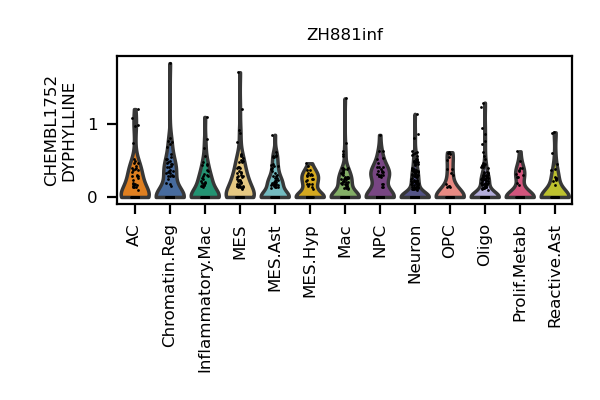 ZH881inf
CHEMBL1752
DYPHYLLINE
1
0
AC
Chromatin.Reg
Inflammatory.Mac
MES
MES.Ast
MES.Hyp
Mac
NPC
Neuron
OPC
Oligo
Prolif.Metab
Reactive.Ast